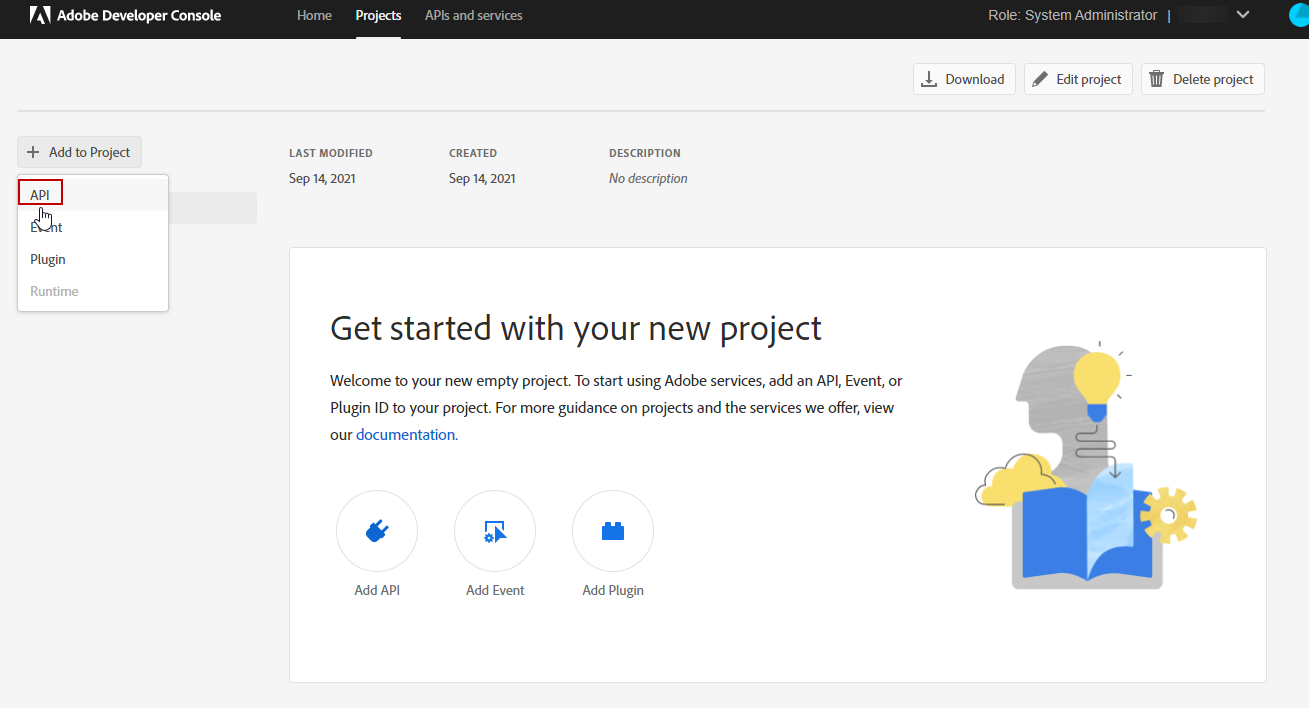 Adobe Developer Console
Home
Projects
APIs and services
Role: System Administrator |
Download
Edit project
Delete project
Add to Project
API
Event
Plugin
Runtime
LAST MODIFIED
Sep 14, 2021
CREATED
Sep 14, 2021
DESCRIPTION
No description
Get started with your new project
Welcome to your new empty project. To start using Adobe services, add an API, Event, or
Plugin ID to your project. For more guidance on projects and the services we offer, view
our documentation.
Add API
Add Event
Add Plugin